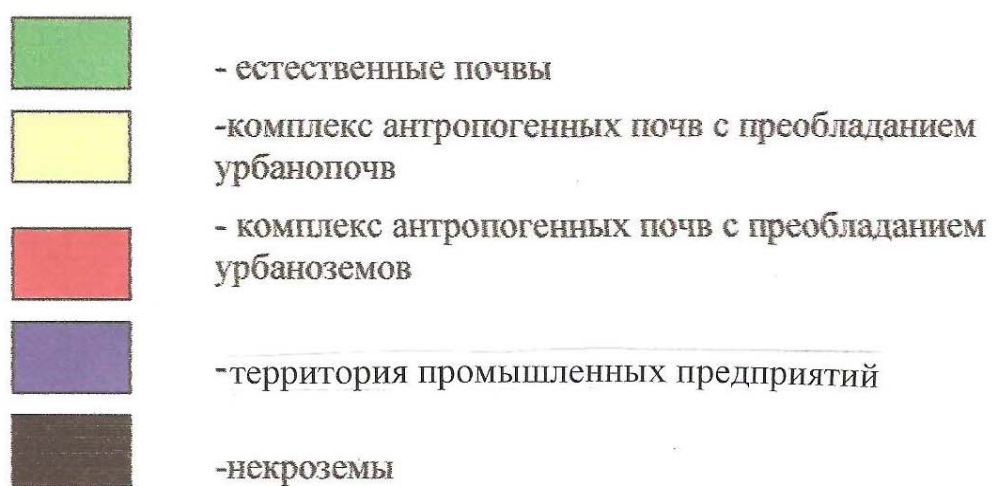 - естественные почвы
-комплекс антропогенных почв с преобладанием
урбанопочв
- комплекс антропогенных почв с преобладанием
урбаноземов
-территория промышленных предприятий
-некроземы